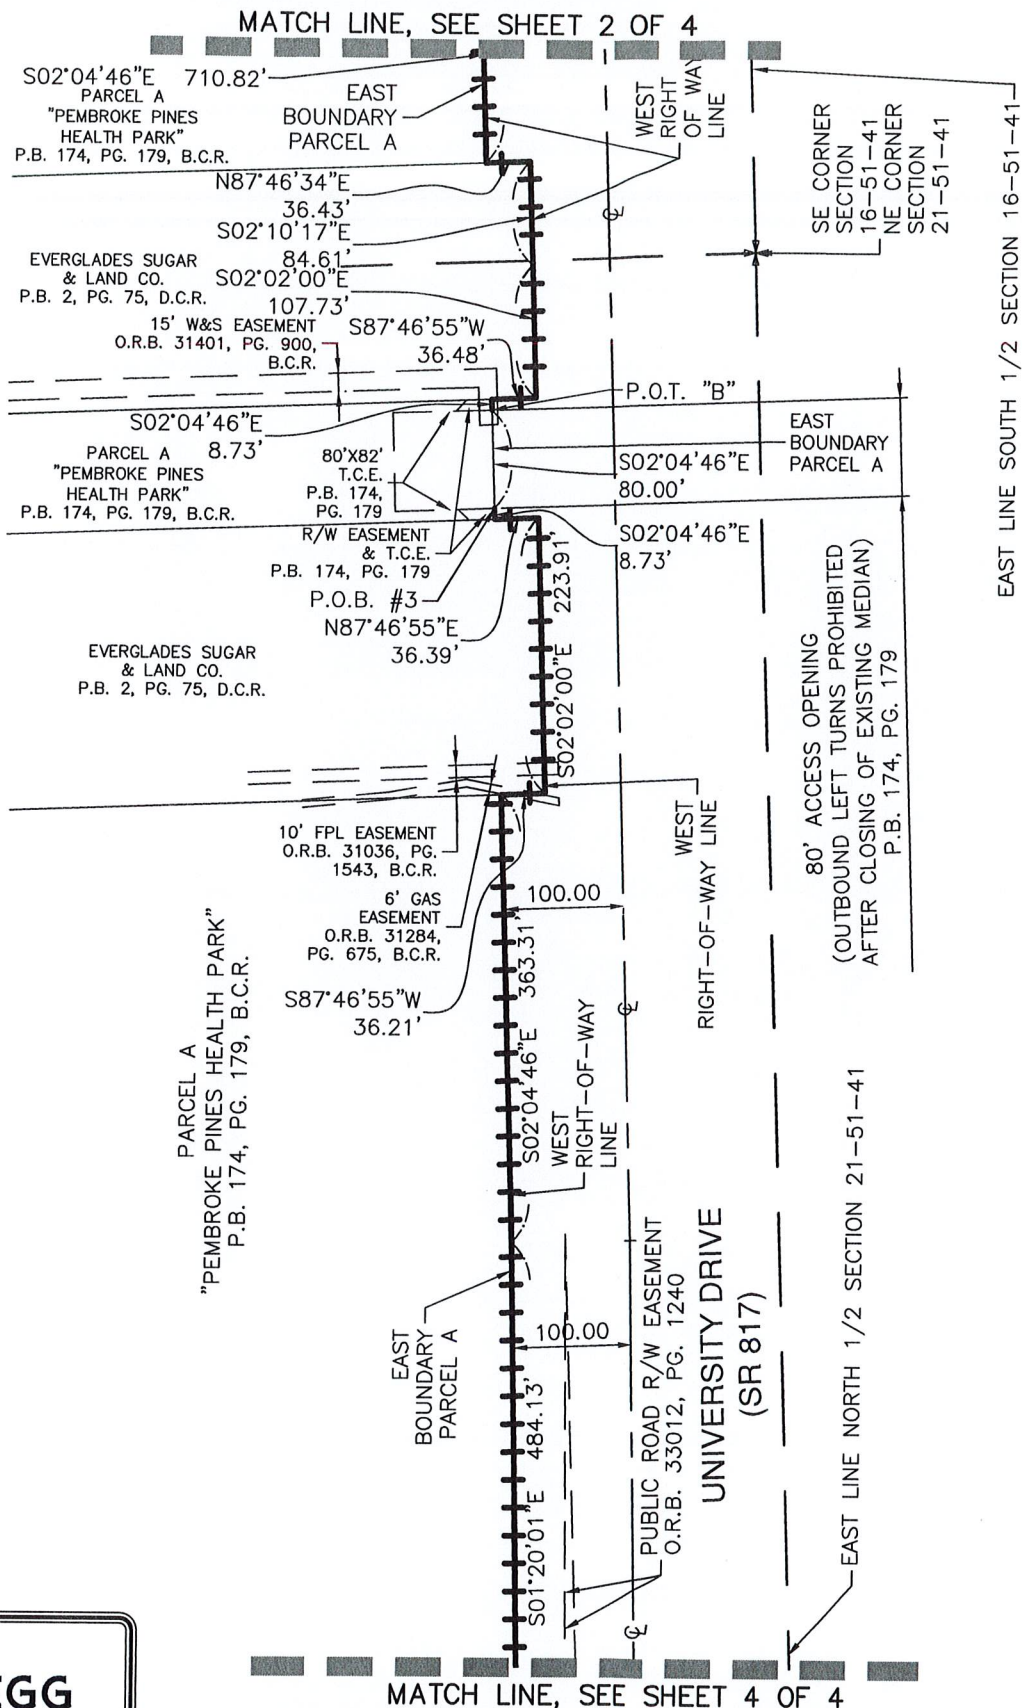 MATCH LINE, SEE SHEET 2 OF 4
S02°04'46"E 710.82'
PARCEL A
"PEMBROKE PINES
HEALTH PARK"
P.B. 174, PG. 179, B.C.R.
EAST
BOUNDARY
PARCEL A
WEST
RIGHT
OF WAY
LINE
SE CORNER
SECTION
16-51-41
NE CORNER
SECTION
21-51-41
EAST LINE SOUTH 1/2 SECTION 16-51-41
N87°46'34"E
36.43'
S02°10'17"E
84.61'
EVERGLADES SUGAR
& LAND CO.
P.B. 2, PG. 75, D.C.R.
S02°02'00"E
107.73'
15' W&S EASEMENT
O.R.B. 31401, PG. 900,
B.C.R.
S87°46'55"W
36.48'
P.O.T. "B"
S02°04'46"E
8.73'
EAST
BOUNDARY
PARCEL A
PARCEL A
"PEMBROKE PINES
HEALTH PARK"
P.B. 174, PG. 179, B.C.R.
80'X82'
T.C.E.
P.B. 174,
PG. 179
S02°04'46"E
80.00'
R/W EASEMENT
& T.C.E.
P.B. 174, PG. 179
S02°04'46"E
8.73'
P.O.B. #3
N87°46'55"E
36.39'
223.91'
S02°02'00"E
80' ACCESS OPENING
(OUTBOUND LEFT TURNS PROHIBITED
AFTER CLOSING OF EXISTING MEDIAN)
P.B. 174, PG. 179
EVERGLADES SUGAR
& LAND CO.
P.B. 2, PG. 75, D.C.R.
WEST
RIGHT-OF-WAY LINE
10' FPL EASEMENT
O.R.B. 31036, PG.
1543, B.C.R.
6' GAS
EASEMENT
O.R.B. 31284,
PG. 675, B.C.R.
100.00
363.31'
S02°04'46"E
S87°46'55"W
36.21'
PARCEL A
"PEMBROKE PINES HEALTH PARK"
P.B. 174, PG. 179, B.C.R.
WEST
RIGHT-OF-WAY
LINE
EAST
BOUNDARY
PARCEL A
100.00
484.13'
S01°20'01"E
PUBLIC ROAD R/W EASEMENT
O.R.B. 33012, PG. 1240
UNIVERSITY DRIVE
(SR 817)
EAST LINE NORTH 1/2 SECTION 21-51-41
MATCH LINE, SEE SHEET 4 OF 4